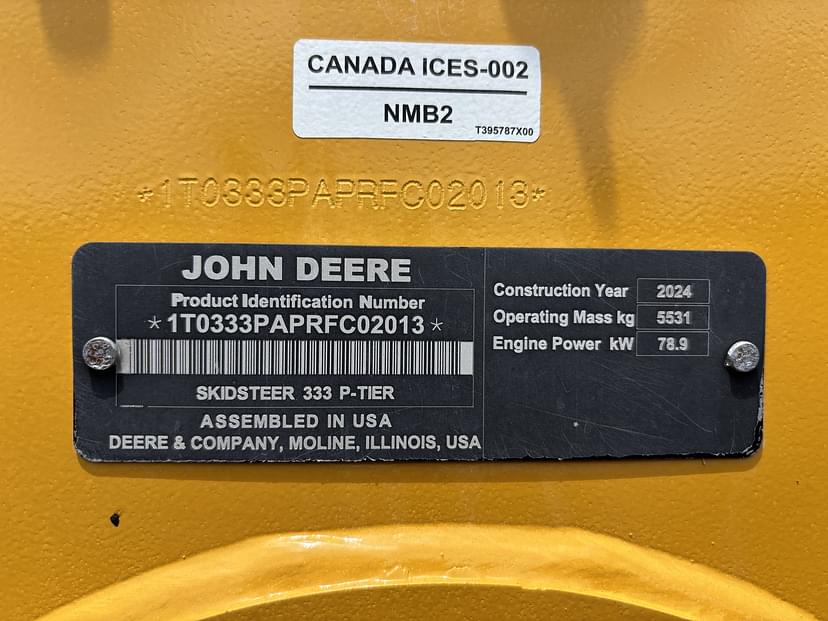 CANADA ICES-002
NMB2
T395787X00
*1T0333PAPRFC02013*
JOHN DEERE
Product Identification Number
*1T0333PAPRFC02013*
SKIDSTEER 333 P-TIER
ASSEMBLED IN USA
DEERE & COMPANY, MOLINE, ILLINOIS, USA
Construction Year 2024
Operating Mass kg 5531
Engine Power kW 78.9